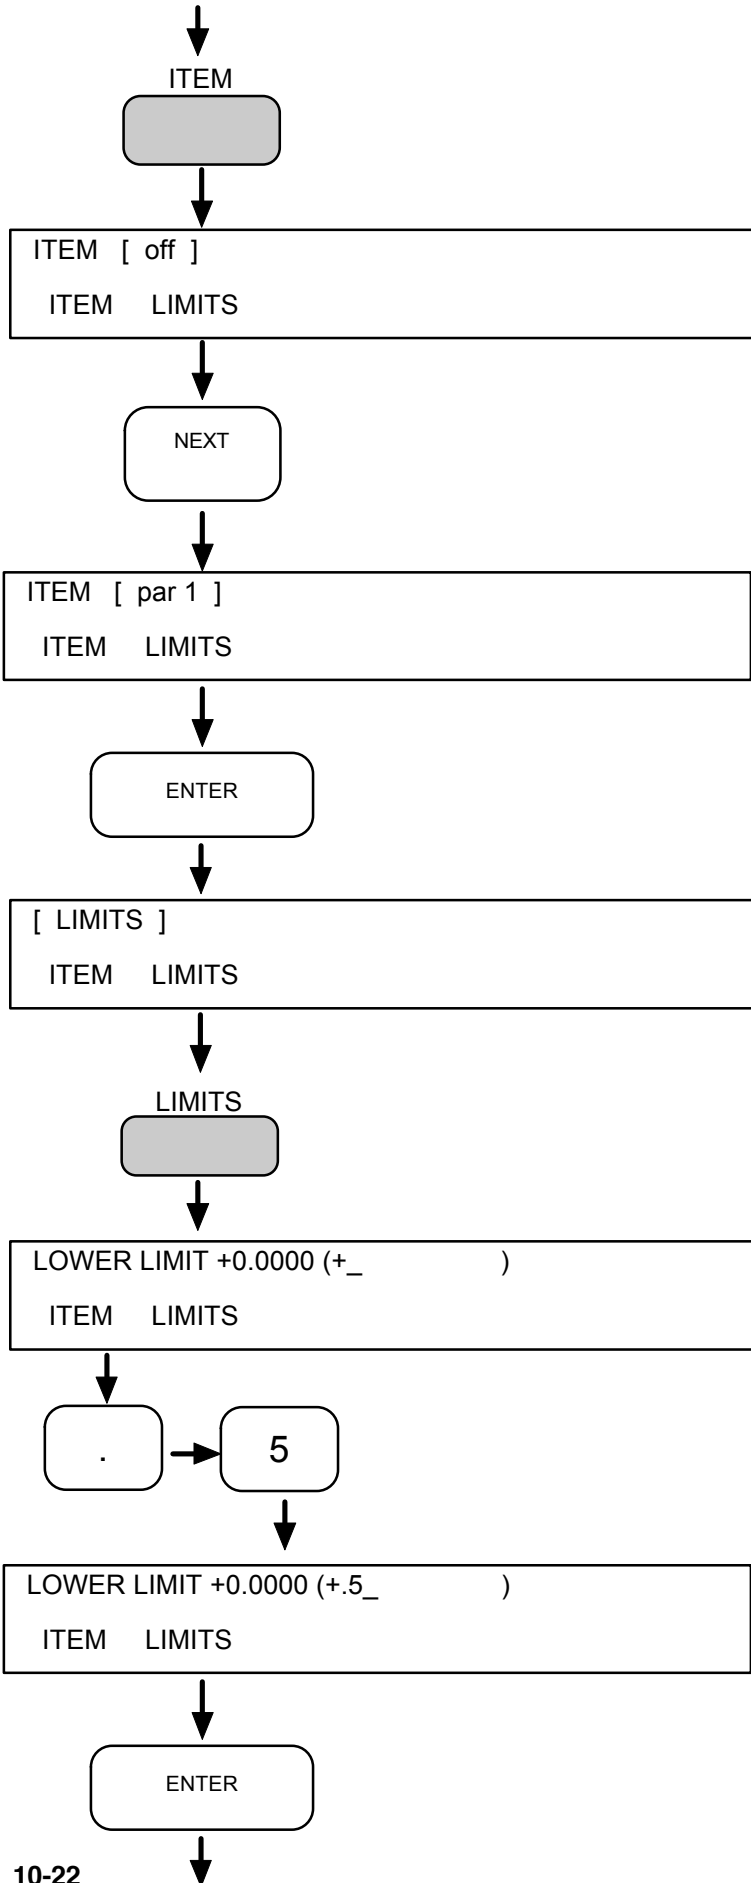 ITEM
ITEM [ off ]
ITEM LIMITS
NEXT
ITEM [ par 1 ]
ITEM LIMITS
ENTER
[ LIMITS ]
ITEM LIMITS
LIMITS
LOWER LIMIT +0.0000 (+_ )
ITEM LIMITS
. 5
LOWER LIMIT +0.0000 (+.5_ )
ITEM LIMITS
ENTER
10-22